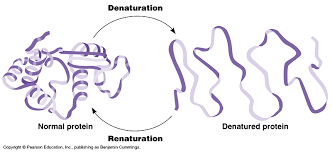 Denaturation
Normal protein
Denatured protein
Renaturation
Copyright © Pearson Education, Inc., publishing as Benjamin Cummings.